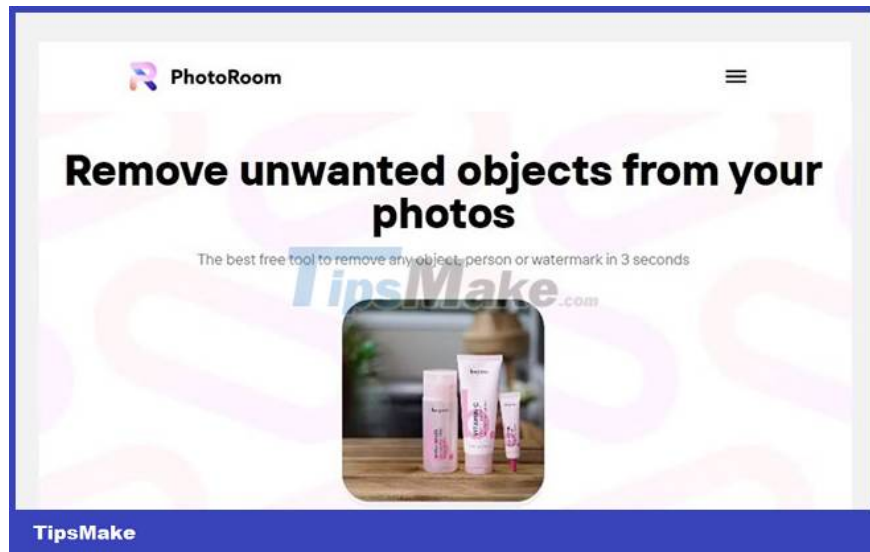 PhotoRoom
Remove unwanted objects from your
photos
The best free tool to remove any object, person or watermark in 3 seconds
TipsMake.com
VITAMIN C
TipsMake